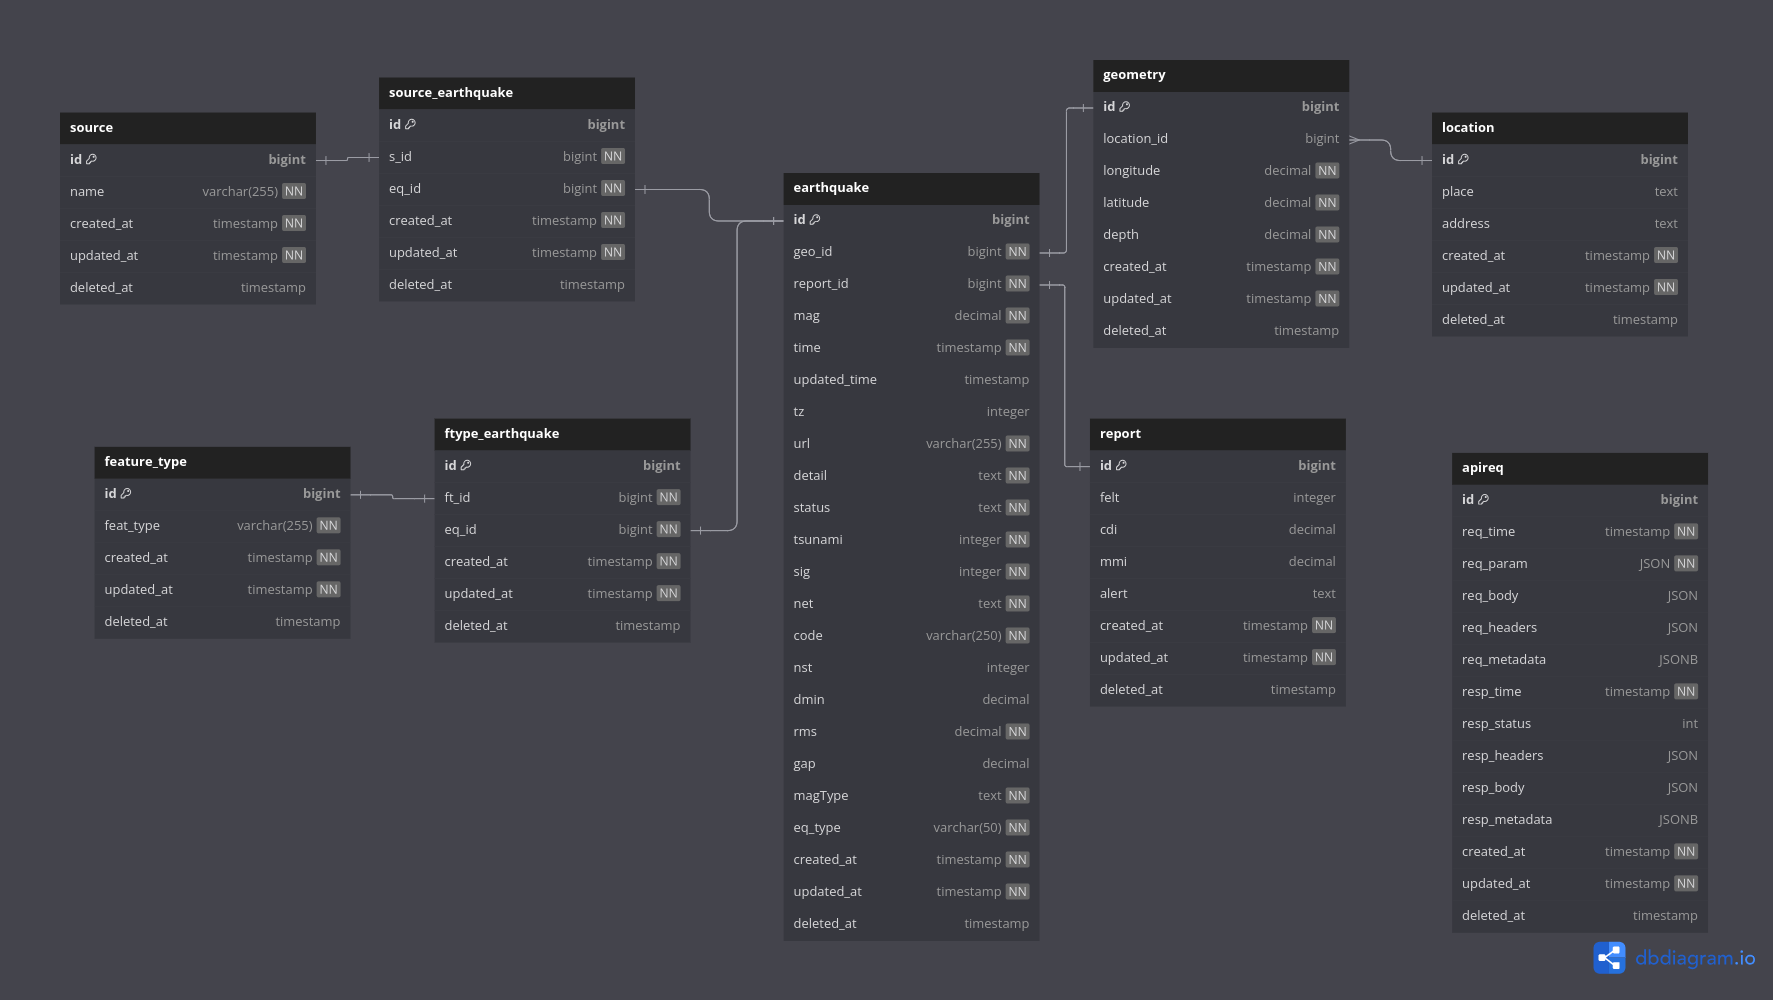 source
id bigint
name varchar(255) NN
created_at timestamp NN
updated_at timestamp NN
deleted_at timestamp
source_earthquake
id bigint
s_id bigint NN
eq_id bigint NN
created_at timestamp NN
updated_at timestamp NN
deleted_at timestamp
feature_type
id bigint
feat_type varchar(255) NN
created_at timestamp NN
updated_at timestamp NN
deleted_at timestamp
ftype_earthquake
id bigint
ft_id bigint NN
eq_id bigint NN
created_at timestamp NN
updated_at timestamp NN
deleted_at timestamp
earthquake
id bigint
geo_id bigint NN
report_id bigint NN
mag decimal NN
time timestamp NN
updated_time timestamp
tz integer
url varchar(255) NN
detail text NN
status text NN
tsunami integer NN
sig integer NN
net text NN
code varchar(250) NN
nst integer
dmin decimal
rms decimal NN
gap decimal
magType text NN
eq_type varchar(50) NN
created_at timestamp NN
updated_at timestamp NN
deleted_at timestamp
geometry
id bigint
location_id bigint
longitude decimal NN
latitude decimal NN
depth decimal NN
created_at timestamp NN
updated_at timestamp NN
deleted_at timestamp
location
id bigint
place text
address text
created_at timestamp NN
updated_at timestamp NN
deleted_at timestamp
report
id bigint
felt integer
cdi decimal
mmi decimal
alert text
created_at timestamp NN
updated_at timestamp NN
deleted_at timestamp
apireq
id bigint
req_time timestamp NN
req_param JSON NN
req_body JSON
req_headers JSON
req_metadata JSONB
resp_time timestamp NN
resp_status int
resp_headers JSON
resp_body JSON
resp_metadata JSONB
created_at timestamp NN
updated_at timestamp NN
deleted_at timestamp
dbdiagram.io